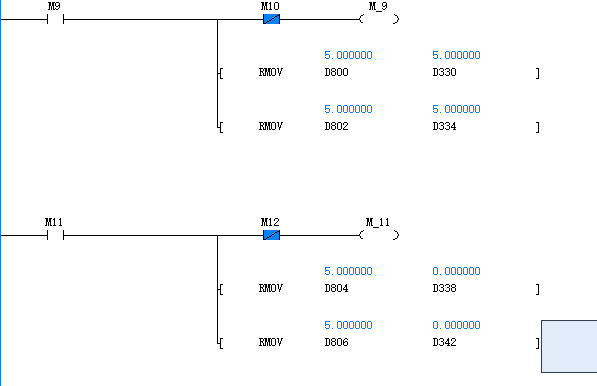 M9 M10 M_9
5.000000 5.000000
[ RMOV D800 D330 ]
5.000000 5.000000
[ RMOV D802 D334 ]
M11 M12 M_11
5.000000 0.000000
[ RMOV D804 D338 ]
5.000000 0.000000
[ RMOV D806 D342 ]